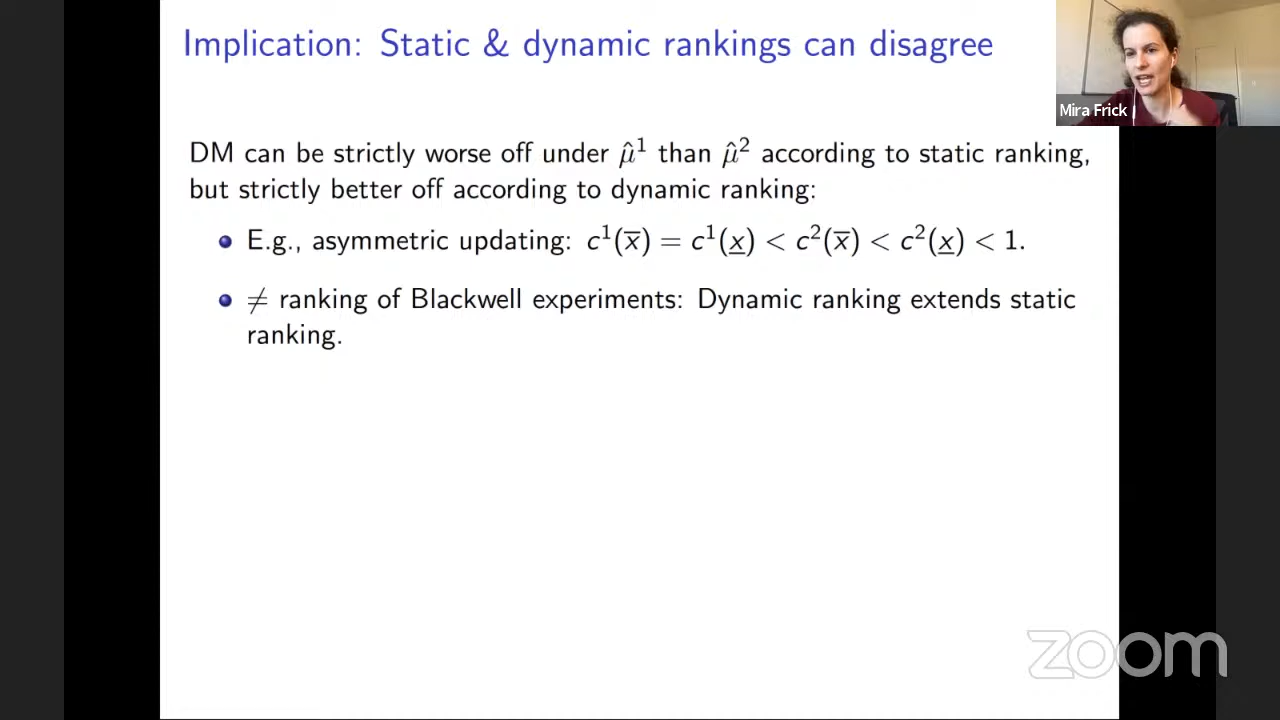 Implication: Static & dynamic rankings can disagree
Mira Frick
DM can be strictly worse off under μ̂¹ than μ̂² according to static ranking,
but strictly better off according to dynamic ranking:
• E.g., asymmetric updating: c¹(x̅) = c¹(x̲) < c²(x̅) < c²(x̲) < 1.
• ≠ ranking of Blackwell experiments: Dynamic ranking extends static
ranking.
zoom